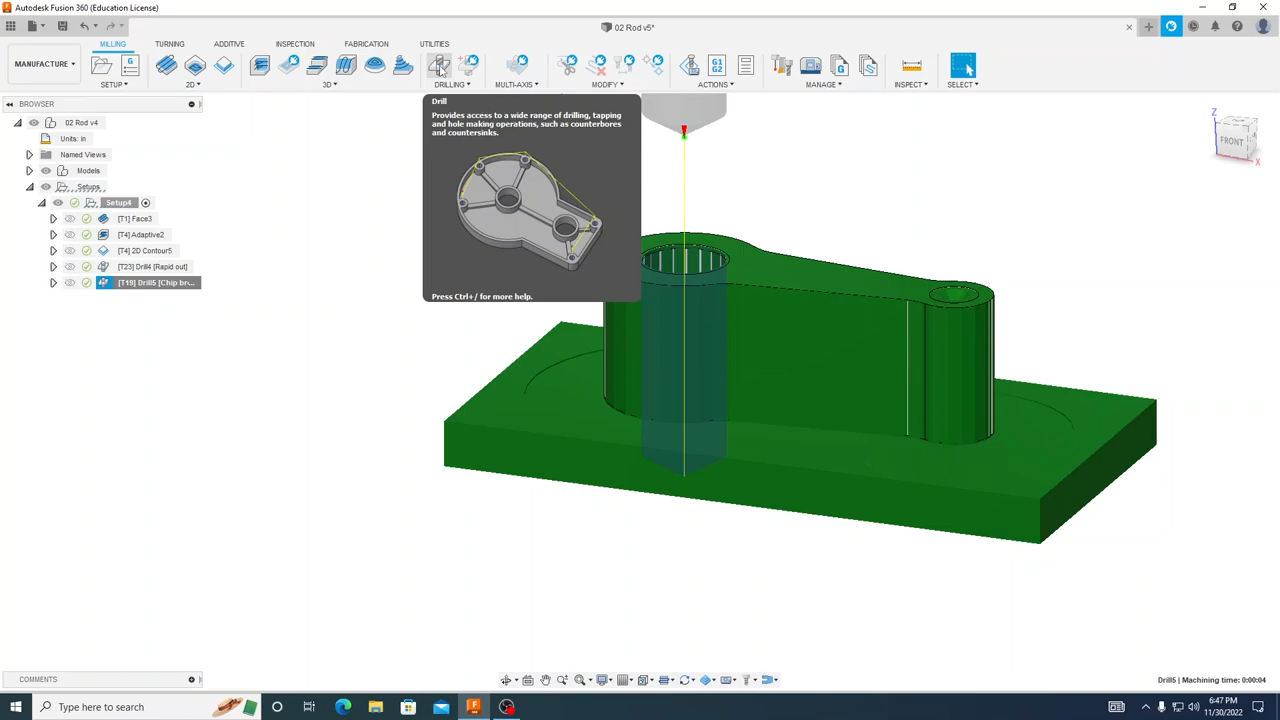 Autodesk Fusion 360 (Education License)
02 Rod v5*
MILLING
TURNING
ADDITIVE
INSPECTION
FABRICATION
UTILITIES
MANUFACTURE
G
G1
G2
SETUP
2D
3D
DRILLING
MULTI-AXIS
MODIFY
ACTIONS
MANAGE
INSPECT
SELECT
BROWSER
02 Rod v4
Units: in
Named Views
Models
Setups
Setup4
[T1] Face3
[T4] Adaptive2
[T4] 2D Contour5
[T23] Drill4 [Rapid out]
[T19] Drill5 [Chip br...
Drill
Provides access to a wide range of drilling, tapping
and hole making operations, such as counterbores
and countersinks.
Press Ctrl+/ for more help.
Z
FRONT
X
COMMENTS
Drill5 | Machining time: 0:00:04
Type here to search
6:47 PM
11/30/2022